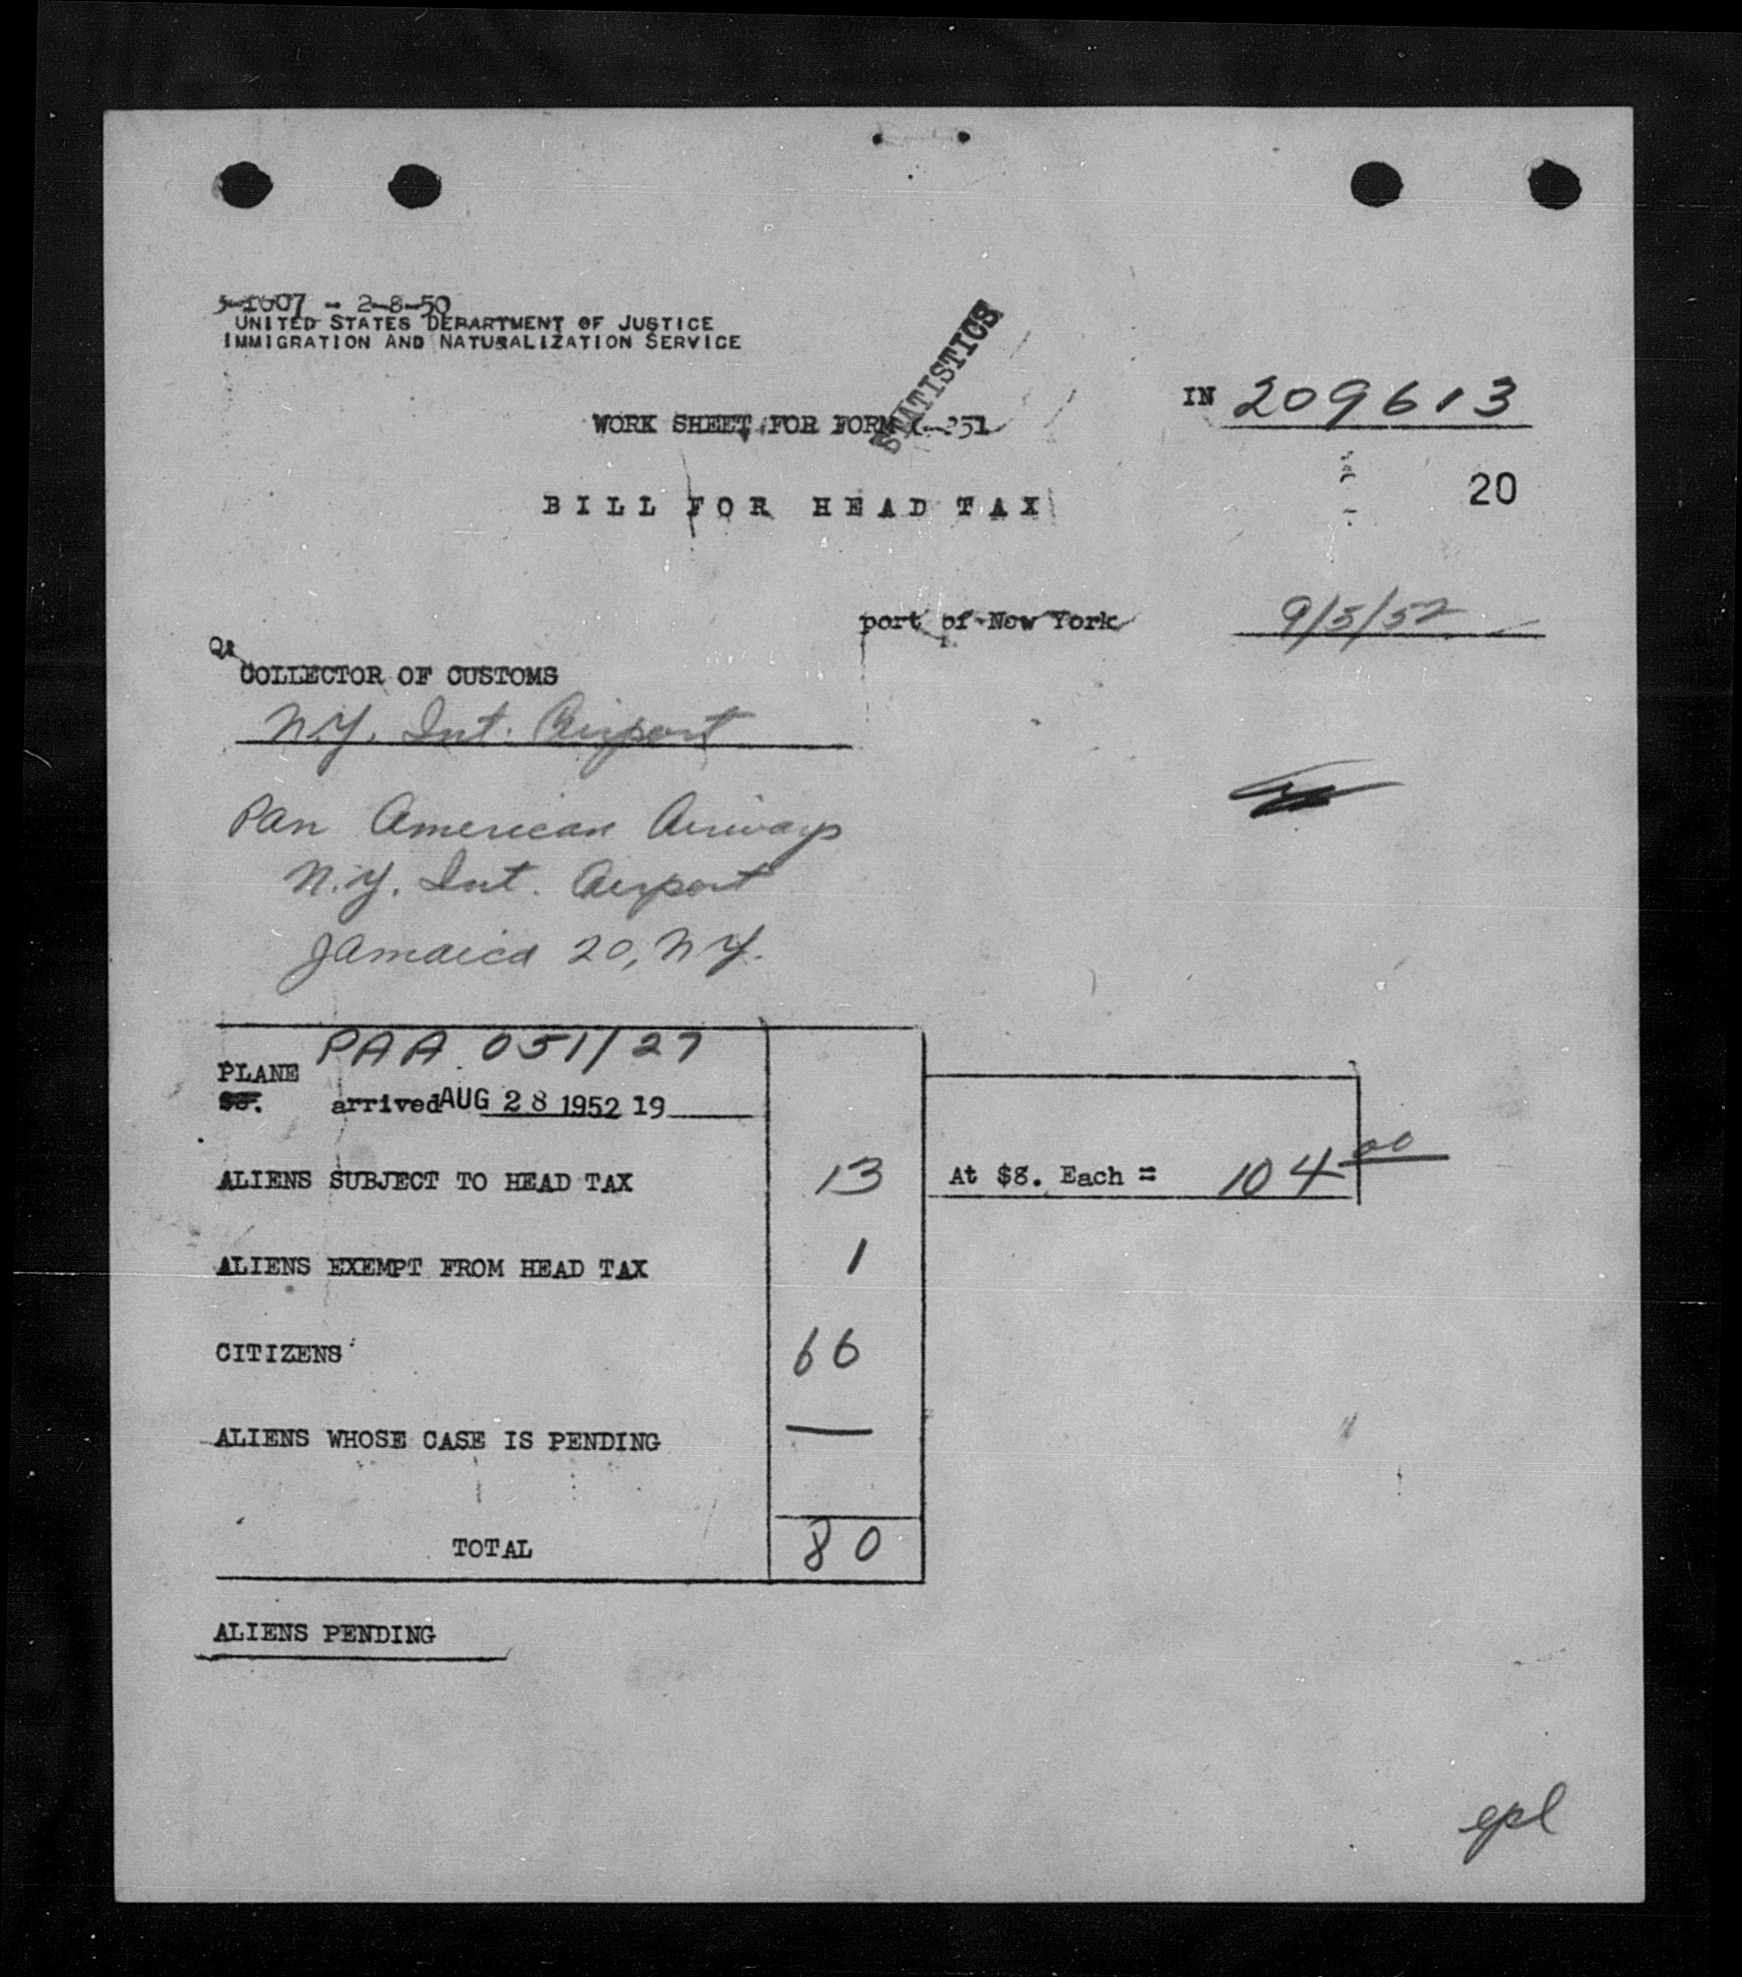 3-1607 - 2-8-50
UNITED STATES DEPARTMENT OF JUSTICE
IMMIGRATION AND NATURALIZATION SERVICE
STATISTICS
IN 209613
WORK SHEET FOR FORM 251
20
BILL FOR HEAD TAX
port of New York 9/5/52
COLLECTOR OF CUSTOMS
N.Y. Int. Airport
Pan American Airways
N.Y. Int. Airport
Jamaica 20, N.Y.
PAA 051/27
PLANE
SS. arrived AUG 28 1952 19
ALIENS SUBJECT TO HEAD TAX 13 At $8. Each = 104 00
ALIENS EXEMPT FROM HEAD TAX 1
CITIZENS 66
ALIENS WHOSE CASE IS PENDING —
TOTAL 80
ALIENS PENDING
epl